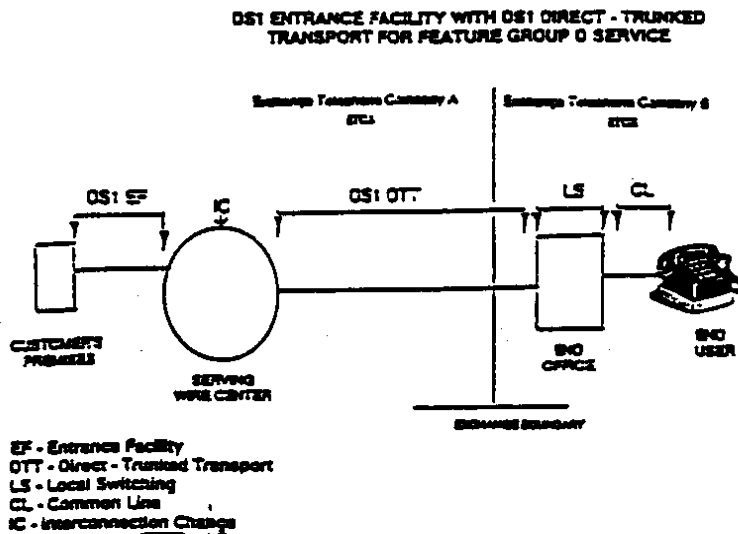 DS1 ENTRANCE FACILITY WITH DS1 DIRECT - TRUNKED
TRANSPORT FOR FEATURE GROUP D SERVICE
Exchange Telephone Company A
Exchange Telephone Company B
DS1 EF
IC
DS1 DTT
LS
CL
CUSTOMER'S
PREMISES
SERVING
WIRE CENTER
END
OFFICE
END
USER
EXCHANGE BOUNDARY
EF - Entrance Facility
DTT - Direct - Trunked Transport
LS - Local Switching
CL - Common Line
IC - Interconnection Charge